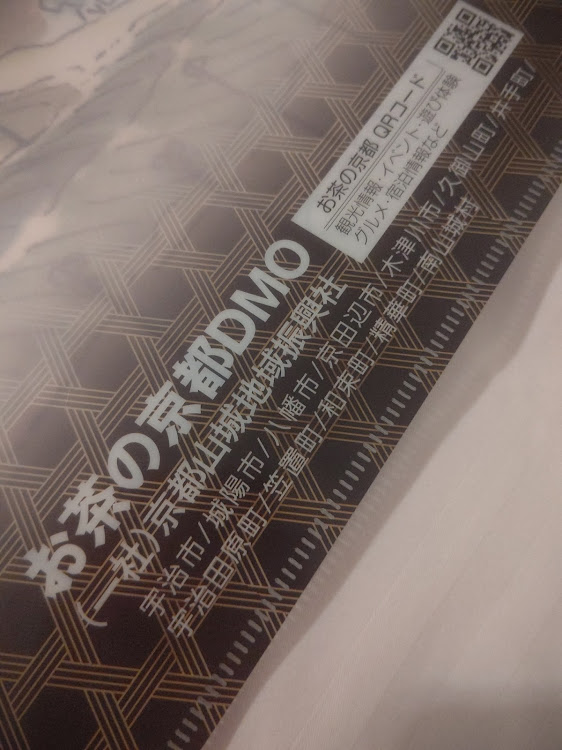 お茶の京都DMO
(一社)京都山城地域振興社
宇治市/城陽市/八幡市/京田辺市/木津川市/久御山町/井手町/
宇治田原町/笠置町/和束町/精華町/南山城村
お茶の京都 QRコード
観光情報・イベント・遊び体験
グルメ・宿泊情報など